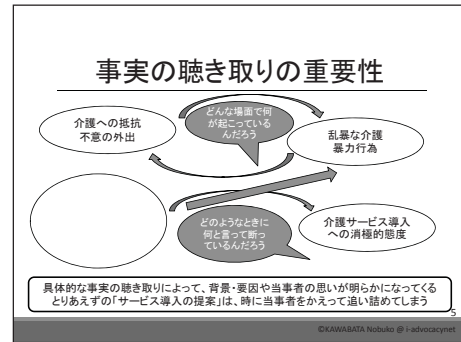 事実の聴き取りの重要性
介護への抵抗
不意の外出
どんな場面で何
が起こっている
んだろう
乱暴な介護
暴力行為
どのようなときに
何と言って断っ
ているんだろう
介護サービス導入
への消極的態度
具体的な事実の聴き取りによって、背景・要因や当事者の思いが明らかになってくる
とりあえずの「サービス導入の提案」は、時に当事者をかえって追い詰めてしまう
5
©KAWABATA Nobuko @ i-advocacynet